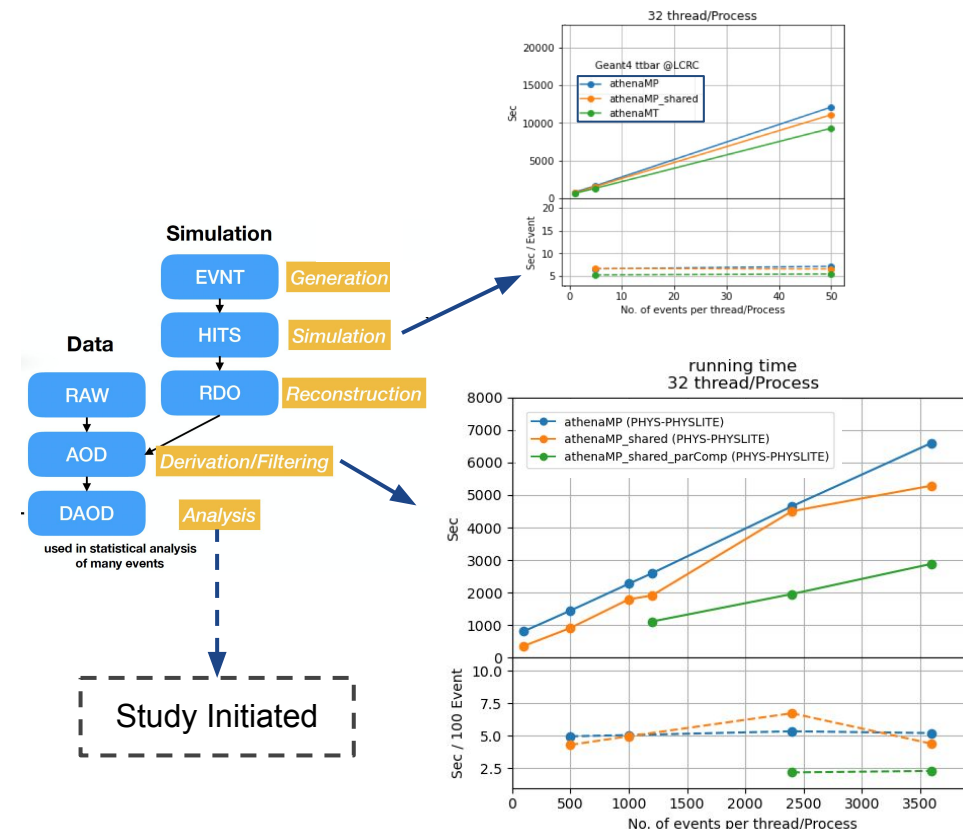 Simulation
EVNT
Generation
HITS
Simulation
Data
RAW
RDO
Reconstruction
AOD
Derivation/Filtering
DAOD
Analysis
used in statistical analysis
of many events
Study Initiated
32 thread/Process
20000
15000
10000
5000
0
Sec
Geant4 ttbar @LCRC
athenaMP
athenaMP_shared
athenaMT
20
15
10
5
Sec / Event
0 10 20 30 40 50
No. of events per thread/Process
running time
32 thread/Process
8000
7000
6000
5000
4000
3000
2000
1000
0
Sec
athenaMP (PHYS-PHYSLITE)
athenaMP_shared (PHYS-PHYSLITE)
athenaMP_shared_parComp (PHYS-PHYSLITE)
10.0
7.5
5.0
2.5
Sec / 100 Event
0 500 1000 1500 2000 2500 3000 3500
No. of events per thread/Process